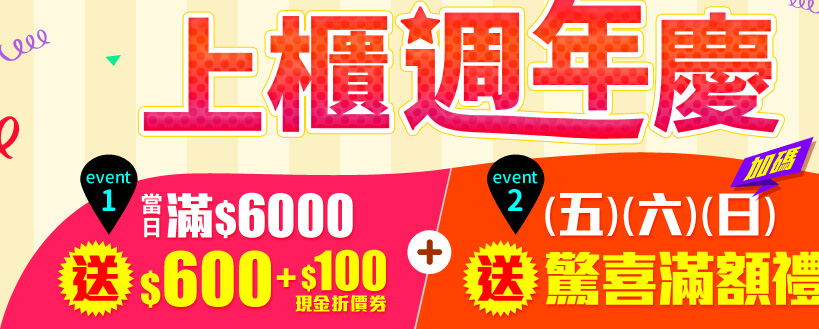 上櫃週年慶
event 1
當日滿$6000
送$600+$100
現金折價券
+
event 2
加碼
(五)(六)(日)
送驚喜滿額禮